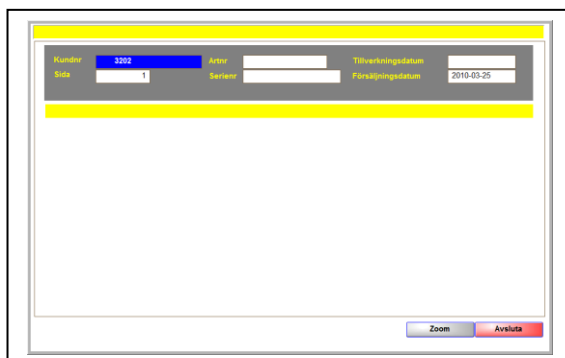 Kundnr 3202 Artnr Tillverkningsdatum
Sida 1 Serienr Försäljningsdatum 2010-03-25
Zoom Avsluta